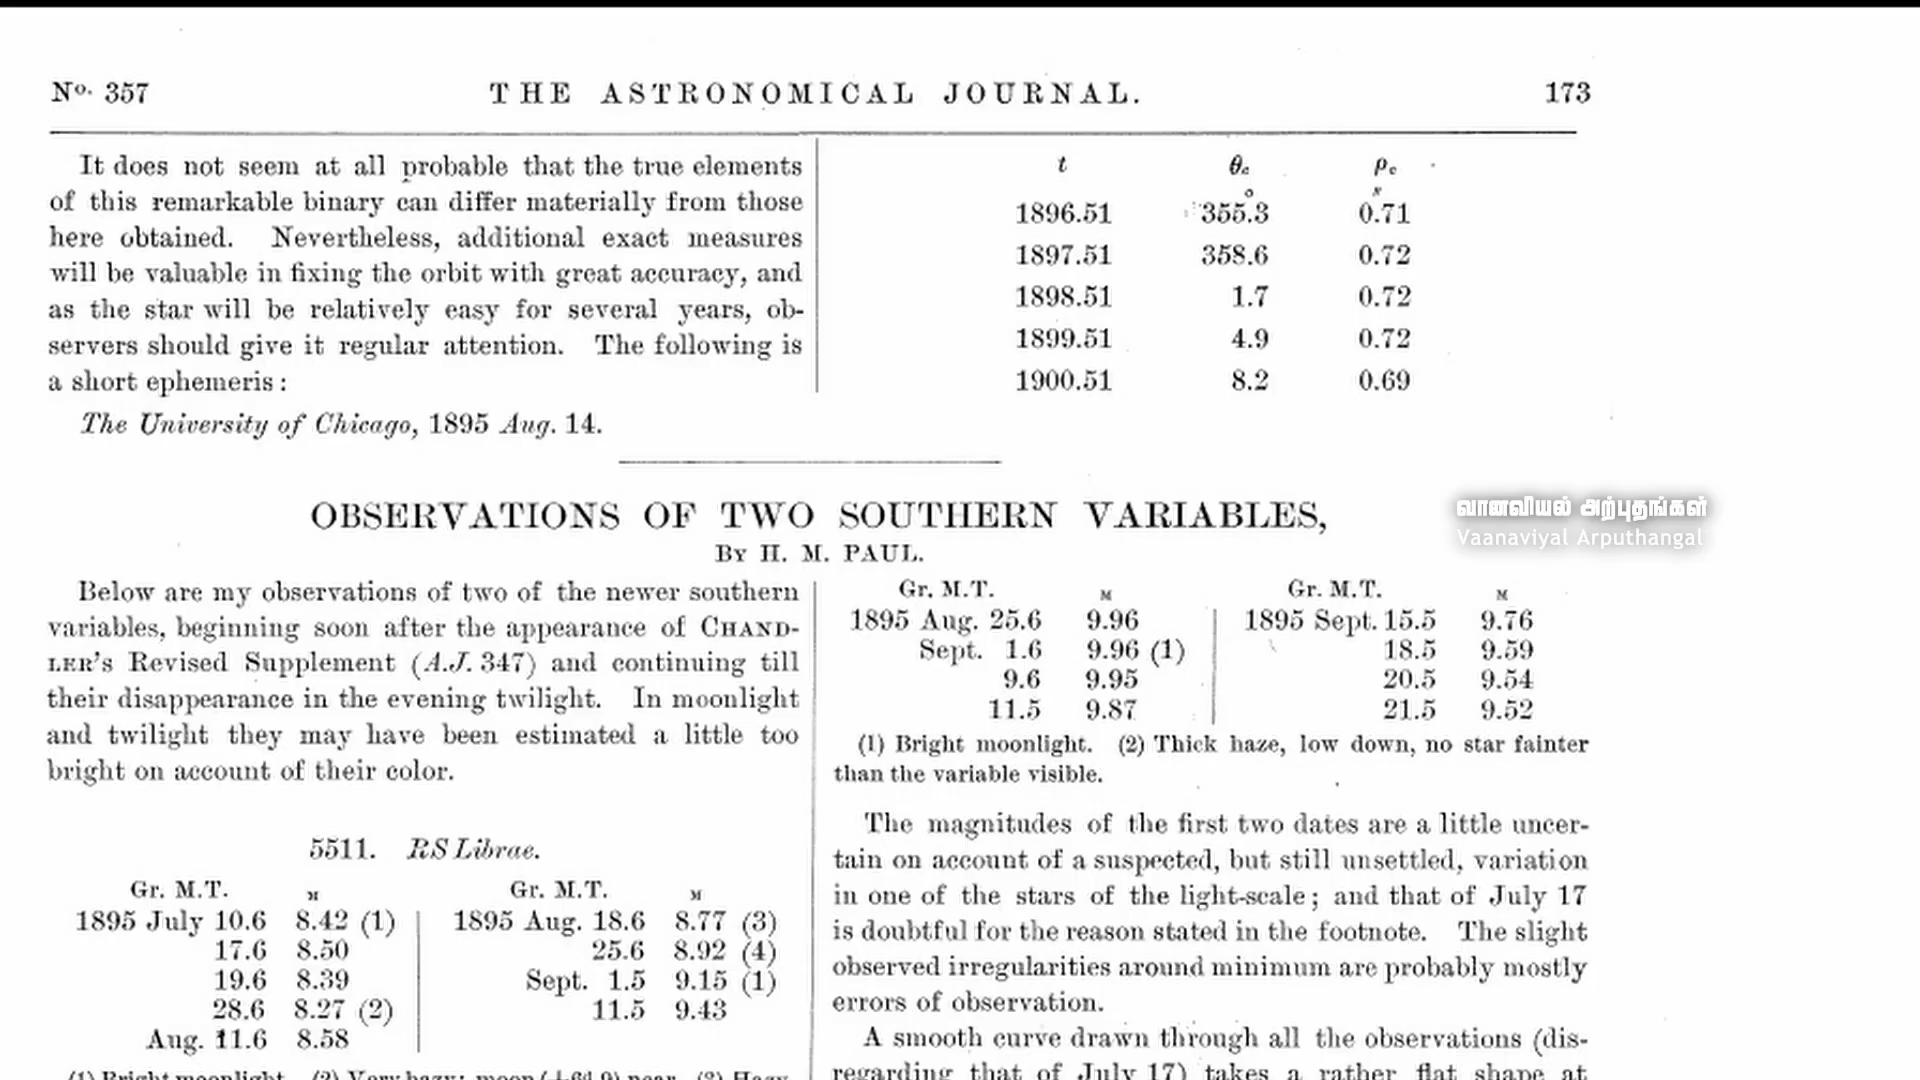 No. 357
THE ASTRONOMICAL JOURNAL.
173
It does not seem at all probable that the true elements
of this remarkable binary can differ materially from those
here obtained. Nevertheless, additional exact measures
will be valuable in fixing the orbit with great accuracy, and
as the star will be relatively easy for several years, ob-
servers should give it regular attention. The following is
a short ephemeris:
The University of Chicago, 1895 Aug. 14.
t θc ρc
1896.51 355.3 0.71
1897.51 358.6 0.72
1898.51 1.7 0.72
1899.51 4.9 0.72
1900.51 8.2 0.69
OBSERVATIONS OF TWO SOUTHERN VARIABLES,
By H. M. PAUL.
வானவியல் அற்புதங்கள்
Vaanaviyal Arputhangal
Below are my observations of two of the newer southern
variables, beginning soon after the appearance of CHAND-
LER's Revised Supplement (A.J. 347) and continuing till
their disappearance in the evening twilight. In moonlight
and twilight they may have been estimated a little too
bright on account of their color.
5511. RS Librae.
Gr. M.T. M Gr. M.T. M
1895 July 10.6 8.42 (1) 1895 Aug. 18.6 8.77 (3)
17.6 8.50 25.6 8.92 (4)
19.6 8.39 Sept. 1.5 9.15 (1)
28.6 8.27 (2) 11.5 9.43
Aug. 11.6 8.58
(1) Bright moonlight. (2) Very hazy; moon
Gr. M.T. M Gr. M.T. M
1895 Aug. 25.6 9.96 1895 Sept. 15.5 9.76
Sept. 1.6 9.96 (1) 18.5 9.59
9.6 9.95 20.5 9.54
11.5 9.87 21.5 9.52
(1) Bright moonlight. (2) Thick haze, low down, no star fainter
than the variable visible.
The magnitudes of the first two dates are a little uncer-
tain on account of a suspected, but still unsettled, variation
in one of the stars of the light-scale; and that of July 17
is doubtful for the reason stated in the footnote. The slight
observed irregularities around minimum are probably mostly
errors of observation.
A smooth curve drawn through all the observations (dis-
regarding that of July 17) takes a rather flat shape at